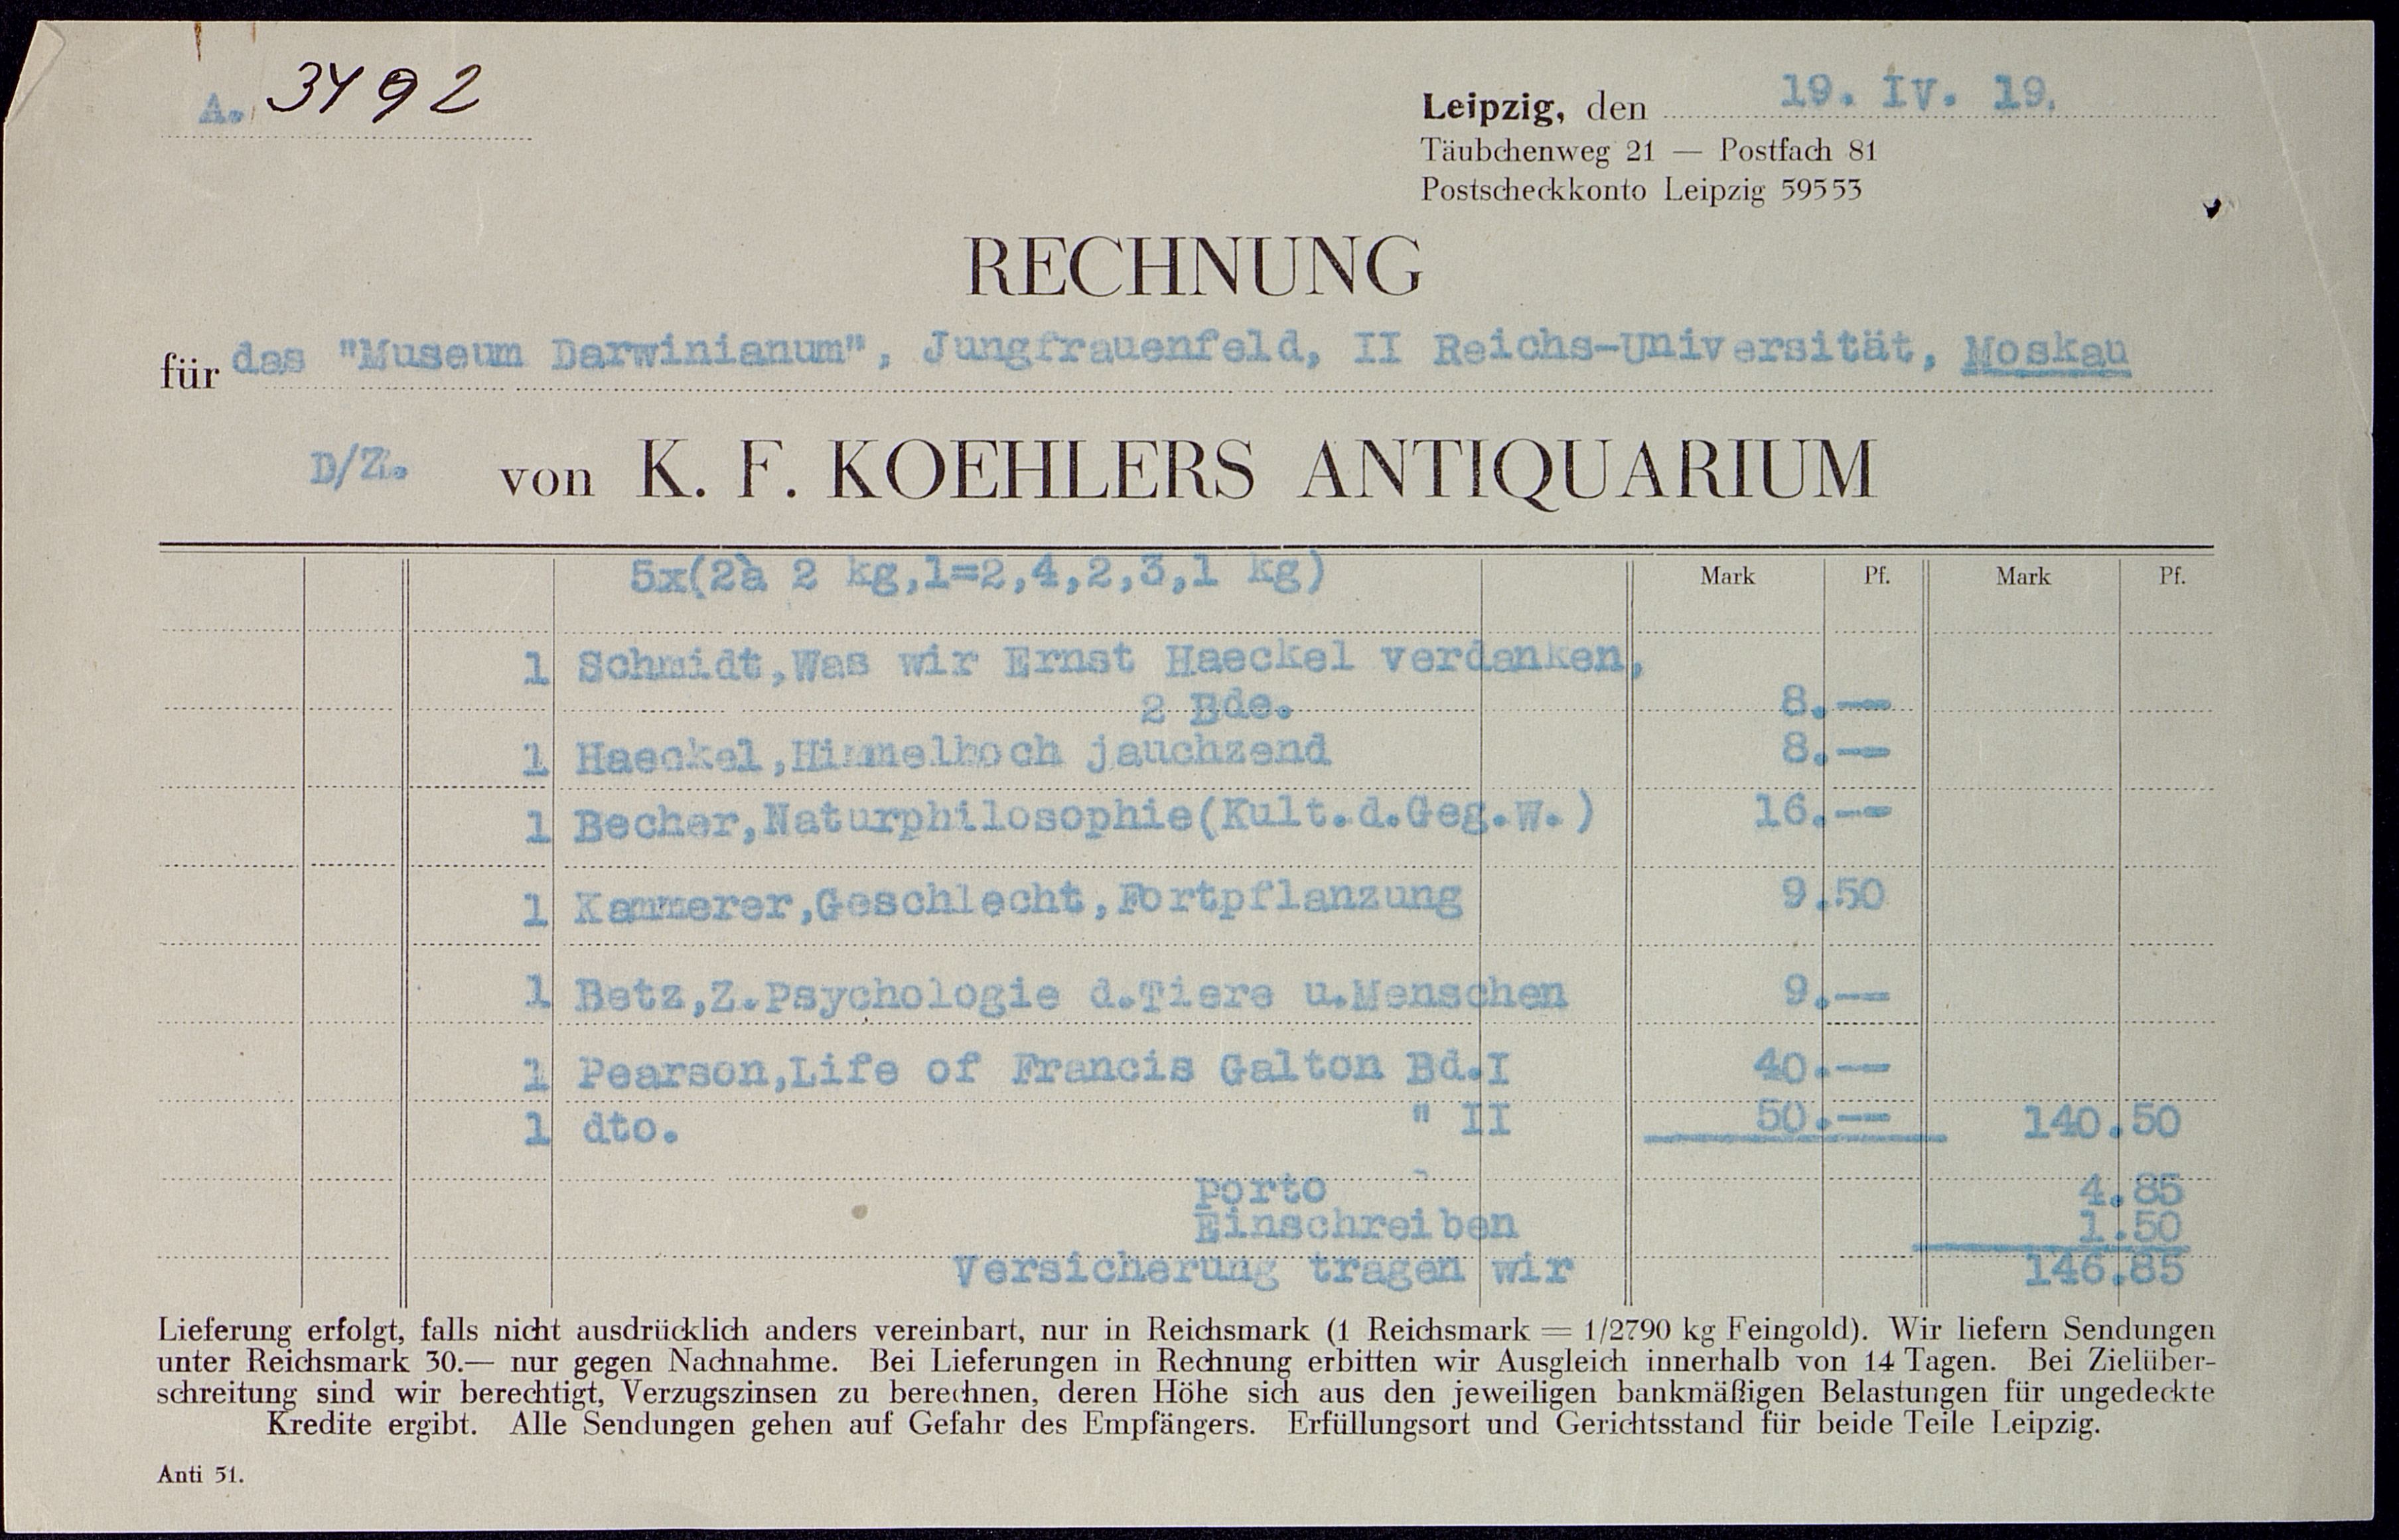 A. 3492
Leipzig, den 19. IV. 19.
Täubchenweg 21 — Postfach 81
Postscheckkonto Leipzig 59553
RECHNUNG
für das "Museum Darwinianum", Jungfrauenfeld, II Reichs-Universität, Moskau
D/Z. von K. F. KOEHLERS ANTIQUARIUM
5x(2à 2 kg,1=2,4,2,3,1 kg)
Mark Pf. Mark Pf.
1 Schmidt,Was wir Ernst Haeckel verdanken,
2 Bde. 8.—
1 Haeckel,Himmelhoch jauchzend 8.—
1 Becher,Naturphilosophie(Kult.d.Geg.W.) 16.--
1 Kammerer,Geschlecht,Fortpflanzung 9.50
1 Betz,Z.Psychologie d.Tiere u.Menschen 9.—
1 Pearson,Life of Francis Galton Bd.I 40.—
1 dto. " II 50.— 140.50
Porto 4.85
Einschreiben 1.50
Versicherung tragen wir 146.85
Lieferung erfolgt, falls nicht ausdrücklich anders vereinbart, nur in Reichsmark (1 Reichsmark = 1/2790 kg Feingold). Wir liefern Sendungen
unter Reichsmark 30.— nur gegen Nachnahme. Bei Lieferungen in Rechnung erbitten wir Ausgleich innerhalb von 14 Tagen. Bei Zielüber-
schreitung sind wir berechtigt, Verzugszinsen zu berechnen, deren Höhe sich aus den jeweiligen bankmäßigen Belastungen für ungedeckte
Kredite ergibt. Alle Sendungen gehen auf Gefahr des Empfängers. Erfüllungsort und Gerichtsstand für beide Teile Leipzig.
Anti 51.